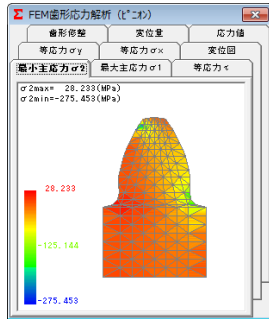 Σ FEM歯形応力解析 (ピニオン)
歯形修整 変位量 応力値
等応力σy 等応力σx 変位図
最小主応力σ2 最大主応力σ1 等応力τ
σ2max= 28.233(MPa)
σ2min=-275.453(MPa)
28.233
-125.144
-275.453